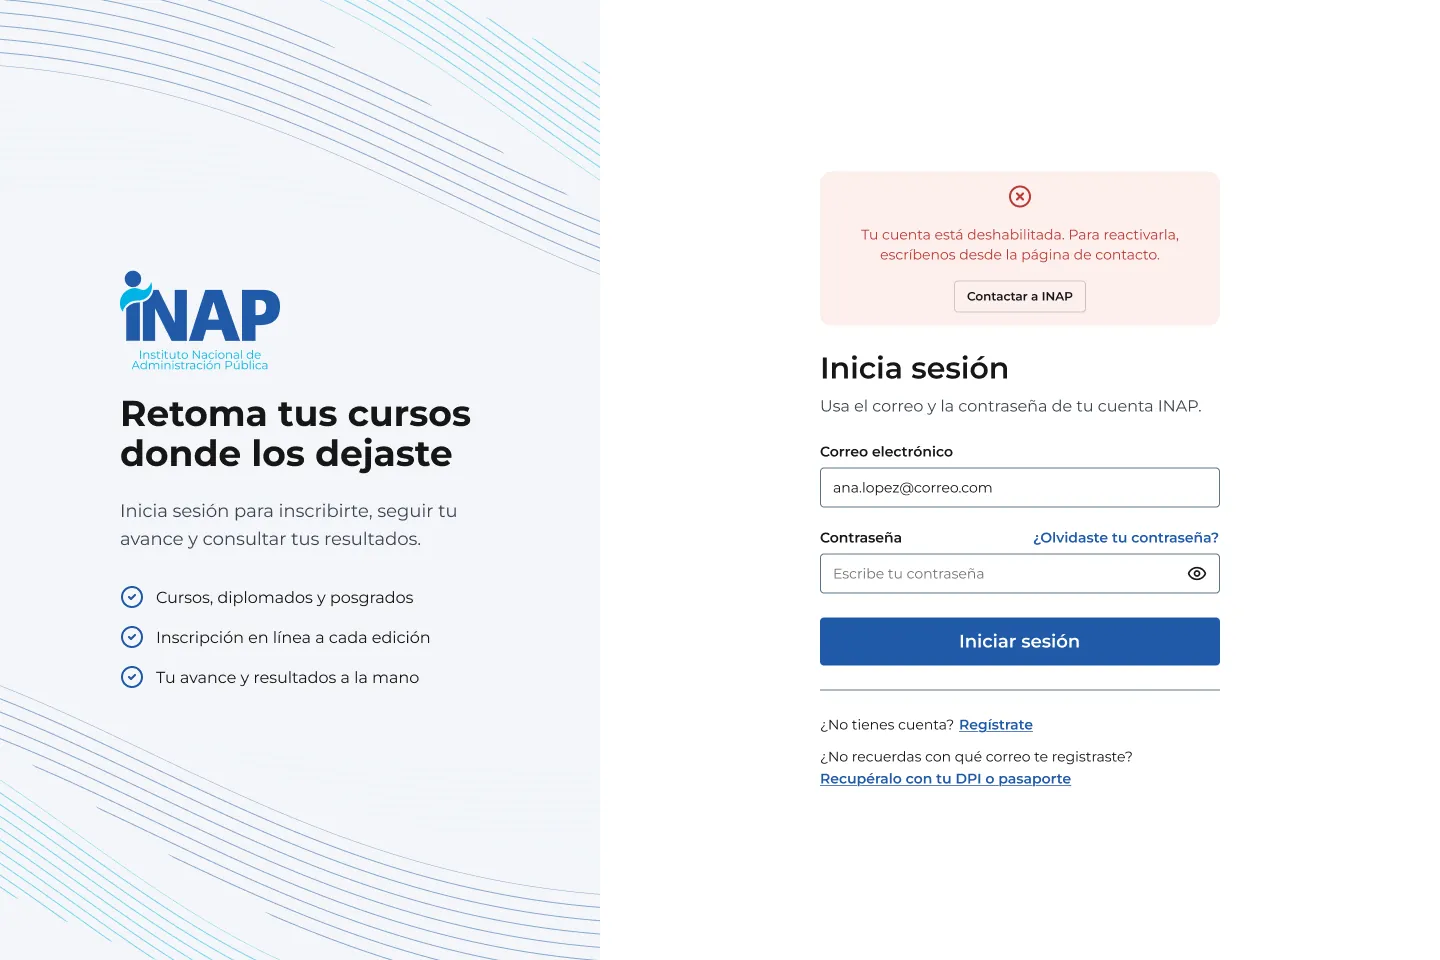 iNAP
Instituto Nacional de
Administración Pública
Retoma tus cursos
donde los dejaste
Inicia sesión para inscribirte, seguir tu
avance y consultar tus resultados.
Cursos, diplomados y posgrados
Inscripción en línea a cada edición
Tu avance y resultados a la mano
Tu cuenta está deshabilitada. Para reactivarla,
escríbenos desde la página de contacto.
Contactar a INAP
Inicia sesión
Usa el correo y la contraseña de tu cuenta INAP.
Correo electrónico
ana.lopez@correo.com
Contraseña
¿Olvidaste tu contraseña?
Escribe tu contraseña
Iniciar sesión
¿No tienes cuenta? Regístrate
¿No recuerdas con qué correo te registraste?
Recupéralo con tu DPI o pasaporte